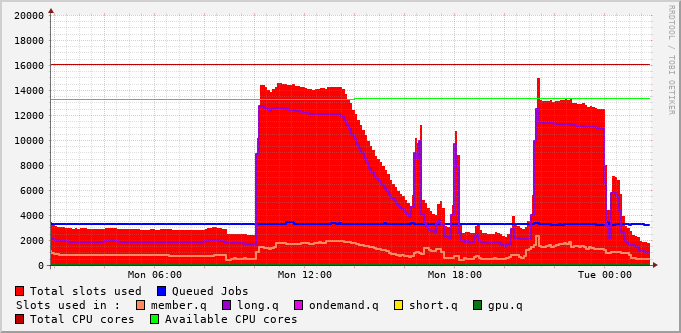 20000
18000
16000
14000
12000
10000
8000
6000
4000
2000
0
Mon 06:00 Mon 12:00 Mon 18:00 Tue 00:00
Total slots used Queued Jobs
Slots used in : member.q long.q ondemand.q short.q gpu.q
Total CPU cores Available CPU cores
RRDTOOL / TOBI OETIKER